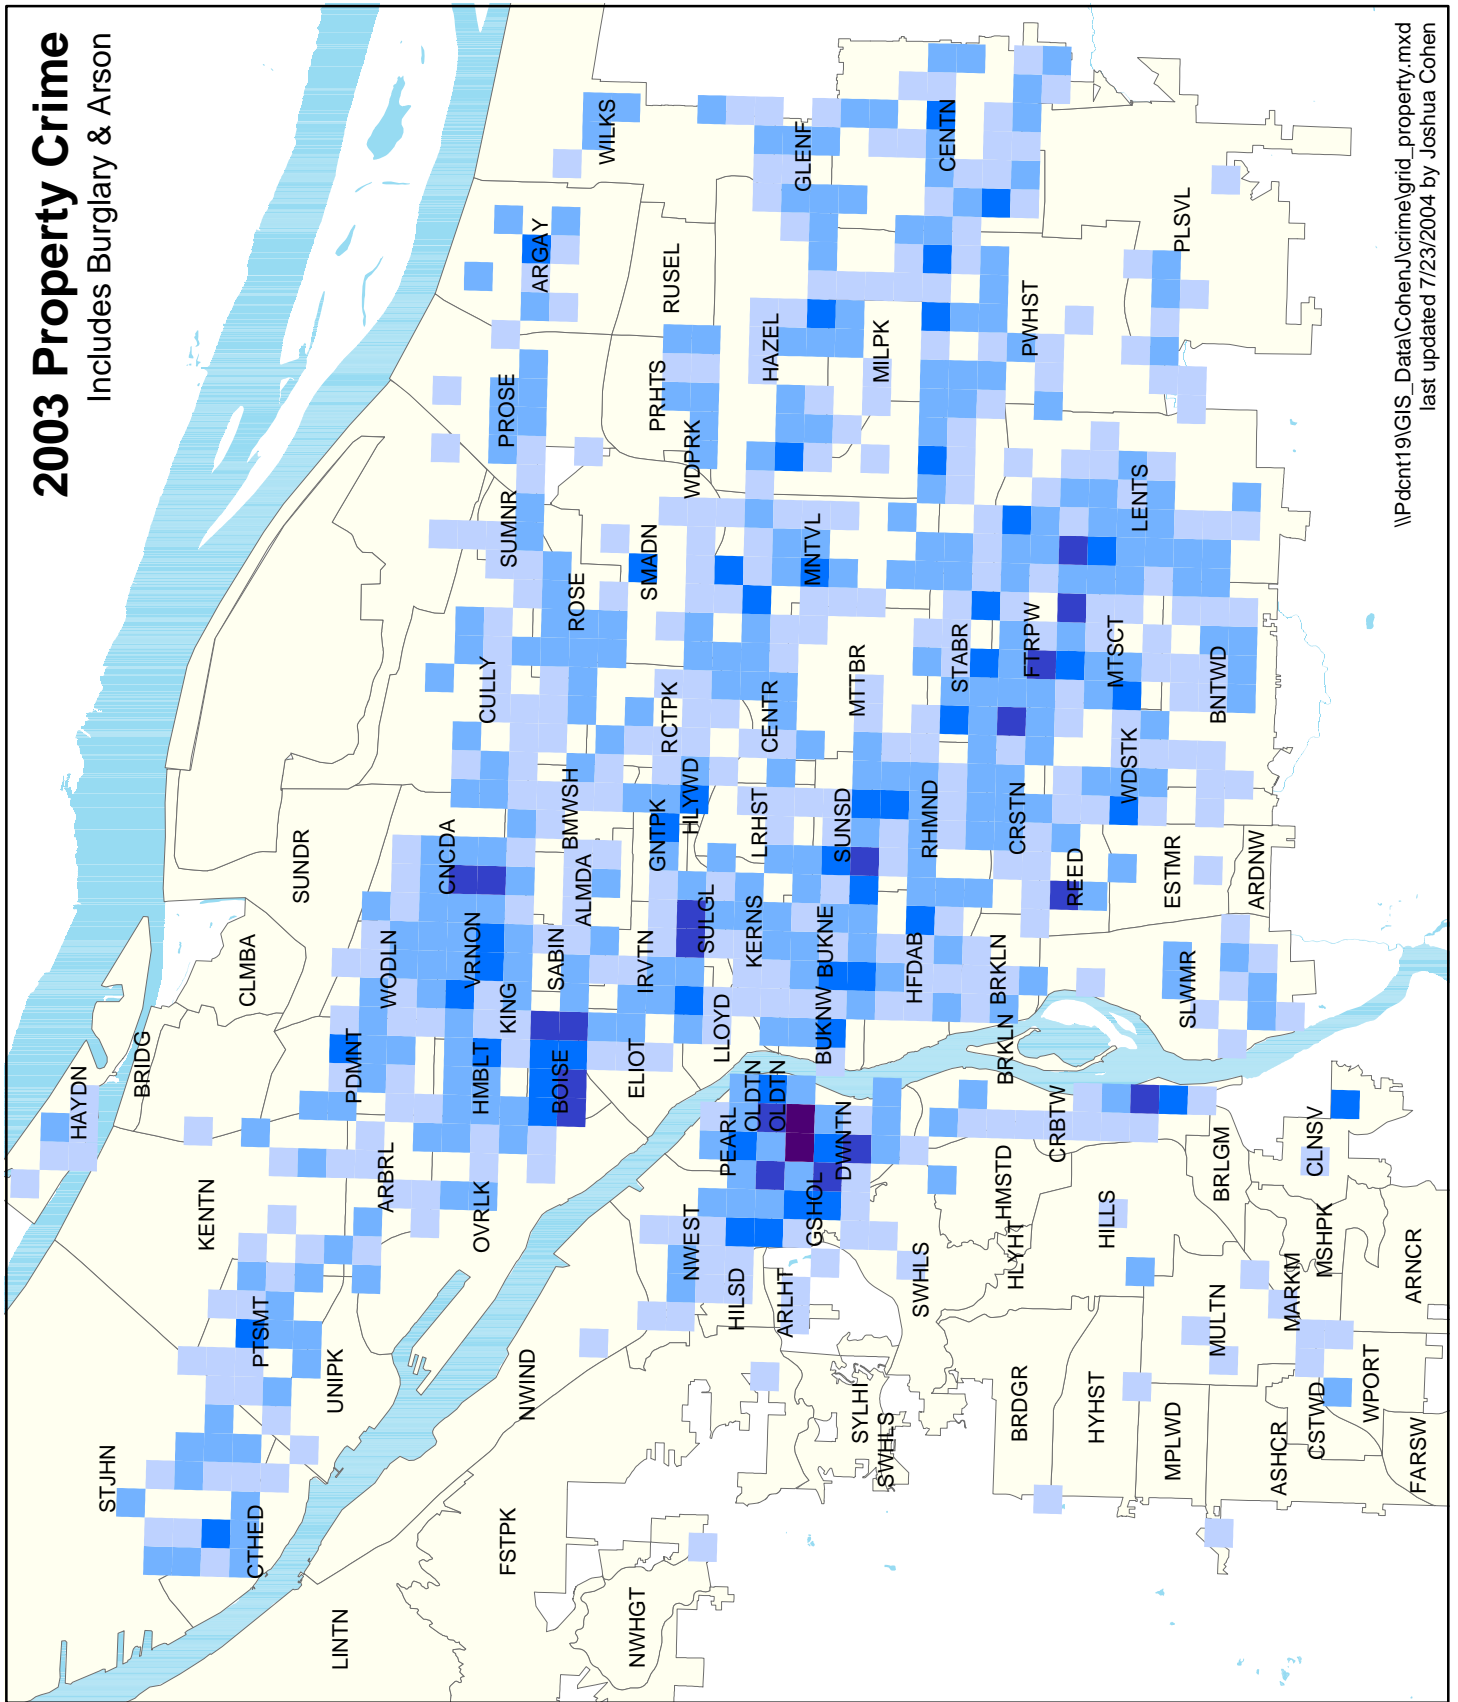 2003 Property Crime
Includes Burglary & Arson
HAYDN
BRIDG
SUNDR
CLMBA
STJHN
KENTN
PTSMT
CTHED
UNIPK
LINTN
ARBRL
PDMNT
WODLN
CNCDA
CULLY
SUMNR
PROSE
ARGAY
WILKS
OVRLK
HMBLT
KING
VRNON
NWIND
FSTPK
BOISE
SABIN
ALMDA
BMWSH
ROSE
SMADN
PRHTS
RUSEL
NWHGT
ELIOT
IRVTN
GNTPK
RCTPK
WDPRK
NWEST
PEARL
LLOYD
SULGL
HLYWD
HILSD
OLDTN
OLDTN
KERNS
LRHST
CENTR
HAZEL
GLENF
ARLHT
GSHOL
DWNTN
BUKNW
BUKNE
SUNSD
MNTVL
MTTBR
MILPK
SYLHI
SWHLS
SWHLS
HFDAB
RHMND
STABR
CENTN
HMSTD
HLYHT
BRKLN
BRKLN
CRSTN
FTRPW
PWHST
BRDGR
CRBTW
REED
HYHST
HILLS
MTSCT
LENTS
WDSTK
MPLWD
MULTN
BRLGM
SLWMR
ESTMR
BNTWD
PLSVL
ARDNW
ASHCR
MARKM
CLNSV
CSTWD
MSHPK
WPORT
FARSW
ARNCR
\\Pdcnt19\GIS_Data\CohenJ\crime\grid_property.mxd
last updated 7/23/2004 by Joshua Cohen